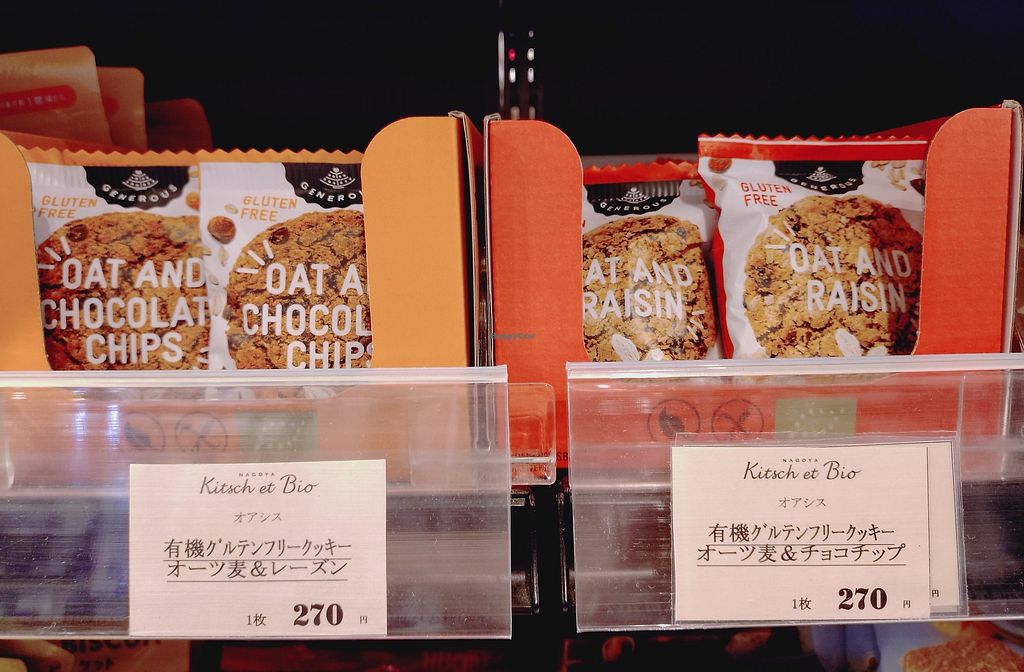 GENEROUS
GLUTEN
FREE
OAT AND
CHOCOLAT
CHIPS
GENEROUS
GLUTEN
FREE
OAT A
CHOCOL
CHIPS
GENEROUS
AT AND
RAISIN
GENEROUS
GLUTEN
FREE
OAT AND
RAISIN
NAGOYA
Kitsch et Bio
オアシス
有機グルテンフリークッキー
オーツ麦&レーズン
1枚 270 円
NAGOYA
Kitsch et Bio
オアシス
有機グルテンフリークッキー
オーツ麦&チョコチップ
1枚 270 円
円